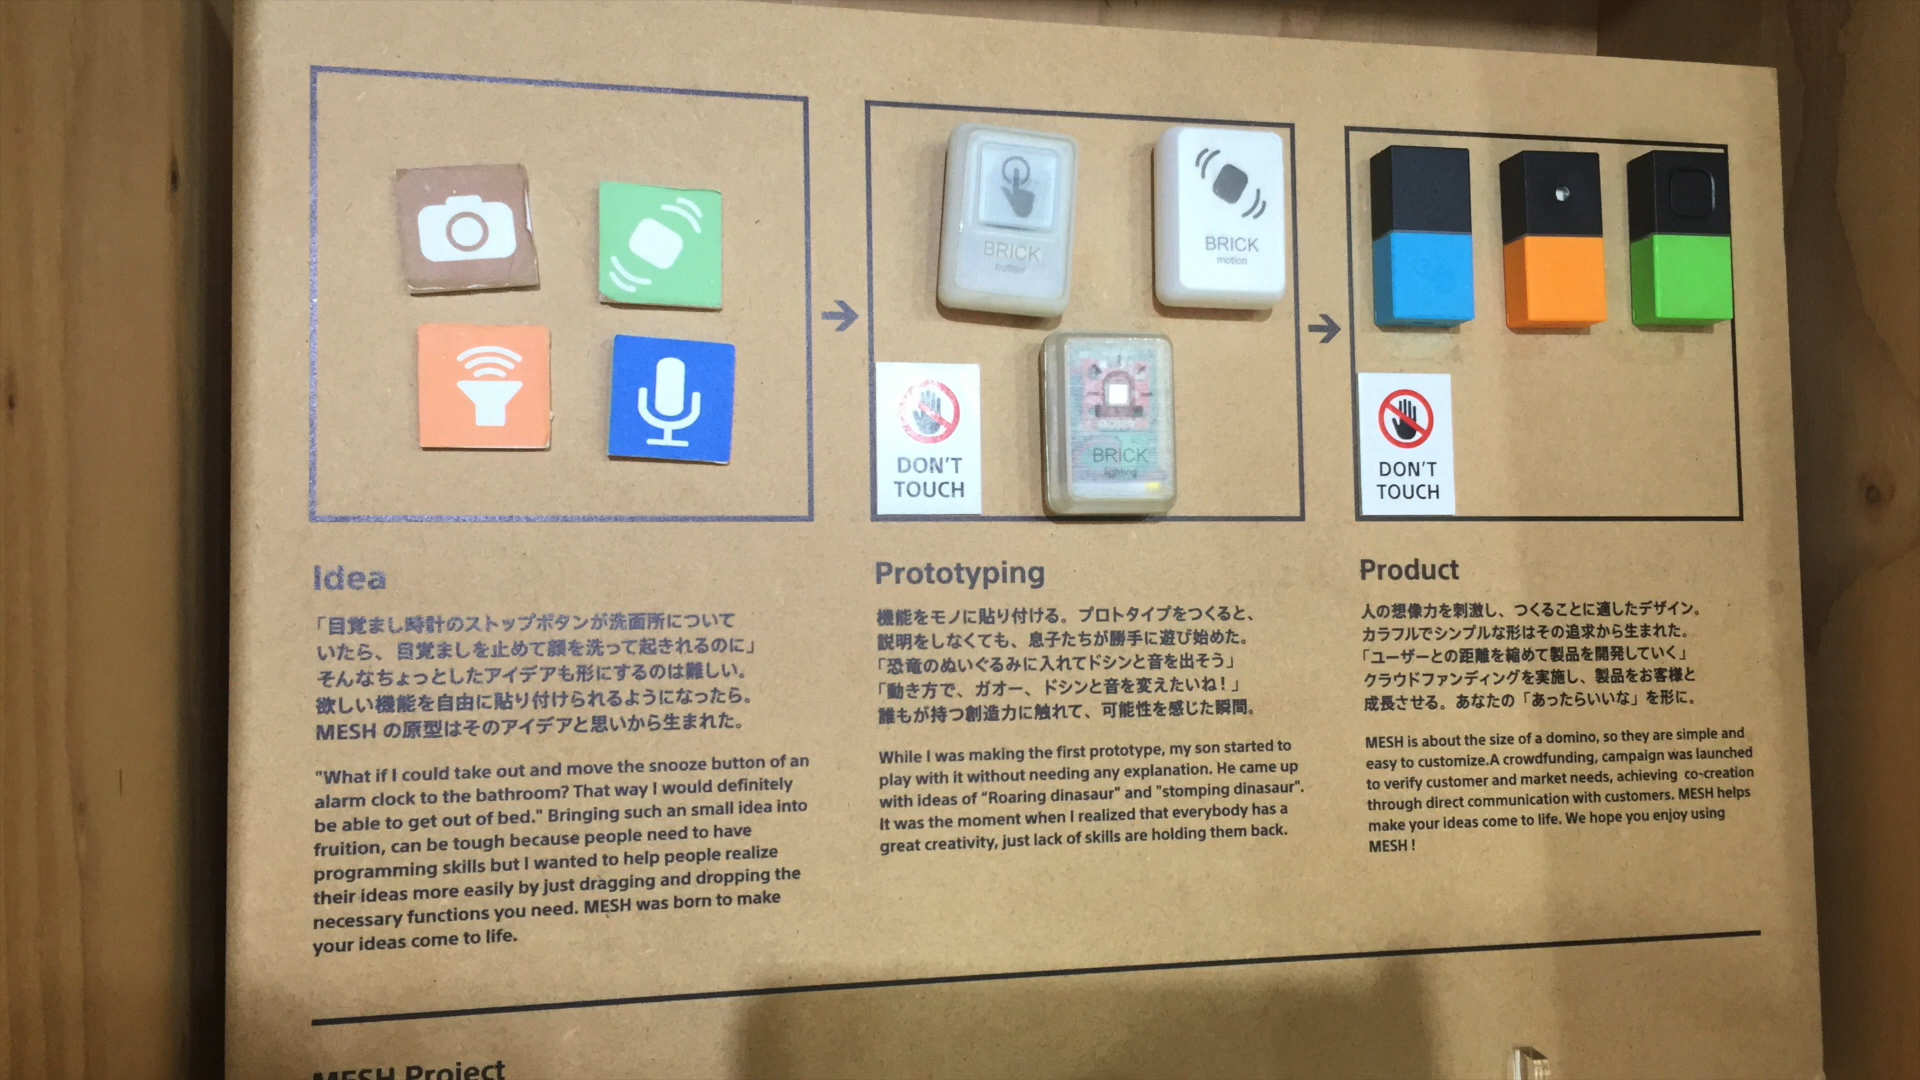 BRICK
button
BRICK
motion
BRICK
lighting
DON'T
TOUCH
DON'T
TOUCH
Idea
「目覚まし時計のストップボタンが洗面所について
いたら、目覚ましを止めて顔を洗って起きれるのに」
そんなちょっとしたアイデアも形にするのは難しい。
欲しい機能を自由に貼り付けられるようになったら。
MESH の原型はそのアイデアと思いから生まれた。
"What if I could take out and move the snooze button of an
alarm clock to the bathroom? That way I would definitely
be able to get out of bed." Bringing such an small idea into
fruition, can be tough because people need to have
programming skills but I wanted to help people realize
their ideas more easily by just dragging and dropping the
necessary functions you need. MESH was born to make
your ideas come to life.
Prototyping
機能をモノに貼り付ける。プロトタイプをつくると、
説明をしなくても、息子たちが勝手に遊び始めた。
「恐竜のぬいぐるみに入れてドシンと音を出そう」
「動き方で、ガオー、ドシンと音を変えたいね！」
誰もが持つ創造力に触れて、可能性を感じた瞬間。
While I was making the first prototype, my son started to
play with it without needing any explanation. He came up
with ideas of "Roaring dinasaur" and "stomping dinasaur".
It was the moment when I realized that everybody has a
great creativity, just lack of skills are holding them back.
Product
人の想像力を刺激し、つくることに適したデザイン。
カラフルでシンプルな形はその追求から生まれた。
「ユーザーとの距離を縮めて製品を開発していく」
クラウドファンディングを実施し、製品をお客様と
成長させる。あなたの「あったらいいな」を形に。
MESH is about the size of a domino, so they are simple and
easy to customize.A crowdfunding, campaign was launched
to verify customer and market needs, achieving co-creation
through direct communication with customers. MESH helps
make your ideas come to life. We hope you enjoy using
MESH !
MESH Project